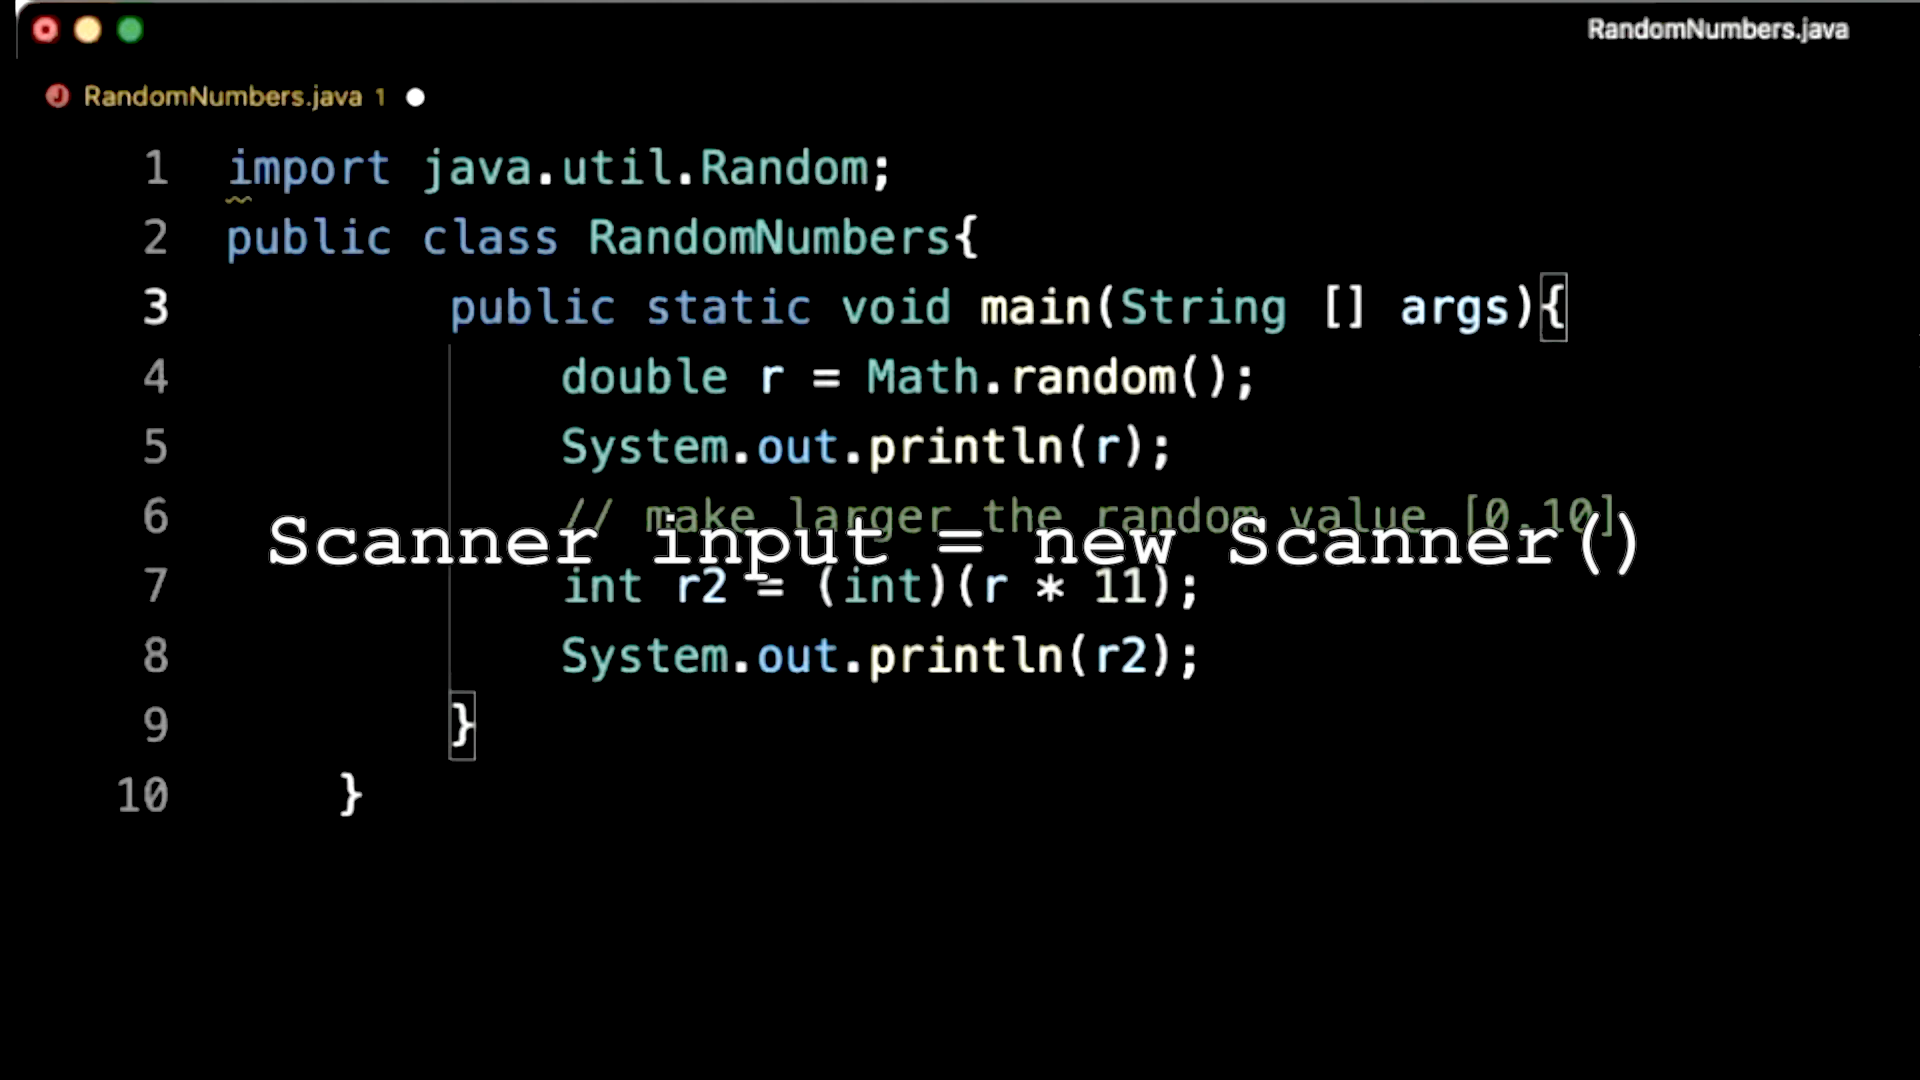 RandomNumbers.java
RandomNumbers.java 1
1 import java.util.Random;
2 public class RandomNumbers{
3 public static void main(String [] args){
4 double r = Math.random();
5 System.out.println(r);
6 // make larger the random value [0,10]
Scanner input = new Scanner()
7 int r2 = (int)(r * 11);
8 System.out.println(r2);
9 }
10 }